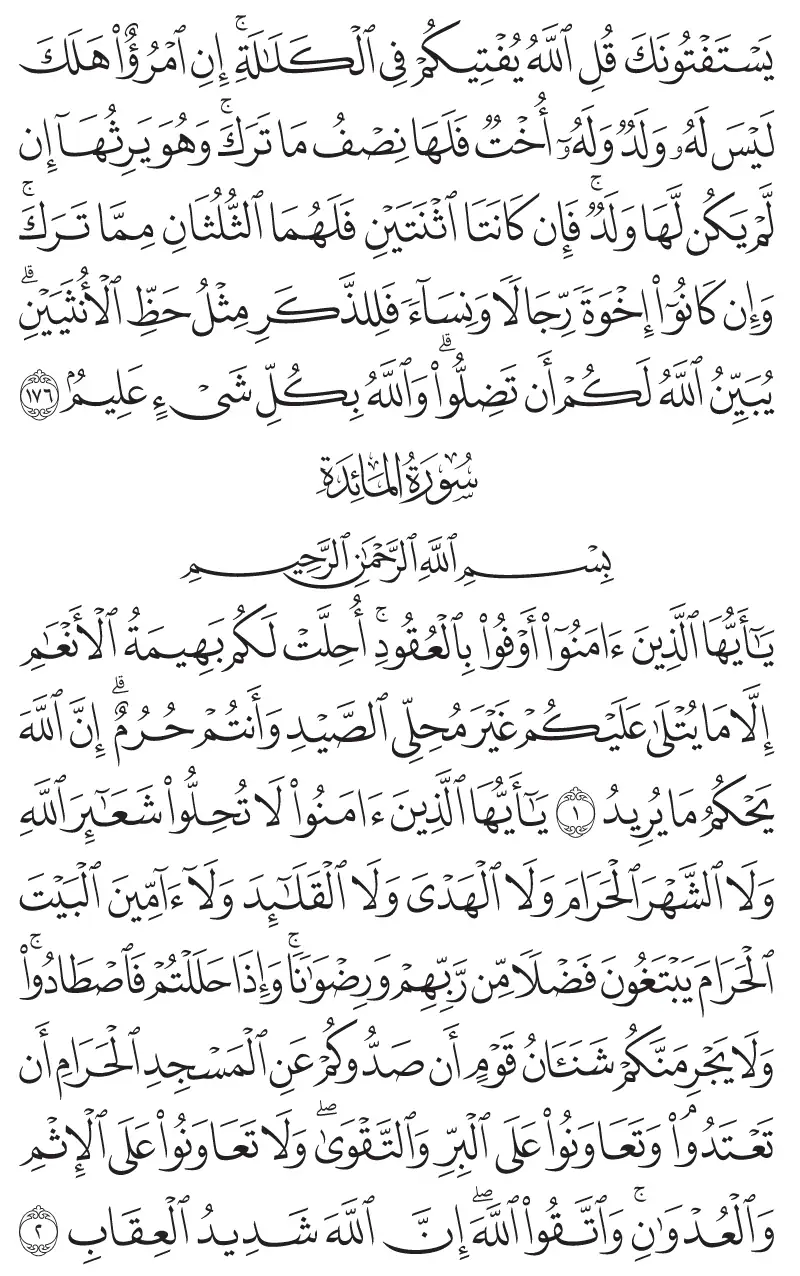 يَسْتَفْتُونَكَ قُلِ ٱللَّهُ يُفْتِيكُمْ فِى ٱلْكَلَـٰلَةِ ۚ إِنِ ٱمْرُؤٌا۟ هَلَكَ
لَيْسَ لَهُۥ وَلَدٌ وَلَهُۥٓ أُخْتٌ فَلَهَا نِصْفُ مَا تَرَكَ ۚ وَهُوَ يَرِثُهَآ إِن
لَّمْ يَكُن لَّهَا وَلَدٌ ۚ فَإِن كَانَتَا ٱثْنَتَيْنِ فَلَهُمَا ٱلثُّلُثَانِ مِمَّا تَرَكَ ۚ
وَإِن كَانُوٓا۟ إِخْوَةً رِّجَالًا وَنِسَآءً فَلِلذَّكَرِ مِثْلُ حَظِّ ٱلْأُنثَيَيْنِ ۗ
يُبَيِّنُ ٱللَّهُ لَكُمْ أَن تَضِلُّوا۟ ۗ وَٱللَّهُ بِكُلِّ شَىْءٍ عَلِيمٌۢ ١٧٦
سُورَةُ المَائِدَةِ
بِسْمِ ٱللَّهِ ٱلرَّحْمَـٰنِ ٱلرَّحِيمِ
يَـٰٓأَيُّهَا ٱلَّذِينَ ءَامَنُوٓا۟ أَوْفُوا۟ بِٱلْعُقُودِ ۚ أُحِلَّتْ لَكُم بَهِيمَةُ ٱلْأَنْعَـٰمِ
إِلَّا مَا يُتْلَىٰ عَلَيْكُمْ غَيْرَ مُحِلِّى ٱلصَّيْدِ وَأَنتُمْ حُرُمٌ ۗ إِنَّ ٱللَّهَ
يَحْكُمُ مَا يُرِيدُ ١ يَـٰٓأَيُّهَا ٱلَّذِينَ ءَامَنُوا۟ لَا تُحِلُّوا۟ شَعَـٰٓئِرَ ٱللَّهِ
وَلَا ٱلشَّهْرَ ٱلْحَرَامَ وَلَا ٱلْهَدْىَ وَلَا ٱلْقَلَـٰٓئِدَ وَلَآ ءَآمِّينَ ٱلْبَيْتَ
ٱلْحَرَامَ يَبْتَغُونَ فَضْلًا مِّن رَّبِّهِمْ وَرِضْوَٰنًا ۚ وَإِذَا حَلَلْتُمْ فَٱصْطَادُوا۟ ۚ
وَلَا يَجْرِمَنَّكُمْ شَنَـَٔانُ قَوْمٍ أَن صَدُّوكُمْ عَنِ ٱلْمَسْجِدِ ٱلْحَرَامِ أَن
تَعْتَدُوا۟ ۘ وَتَعَاوَنُوا۟ عَلَى ٱلْبِرِّ وَٱلتَّقْوَىٰ ۖ وَلَا تَعَاوَنُوا۟ عَلَى ٱلْإِثْمِ
وَٱلْعُدْوَٰنِ ۚ وَٱتَّقُوا۟ ٱللَّهَ ۖ إِنَّ ٱللَّهَ شَدِيدُ ٱلْعِقَابِ ٢